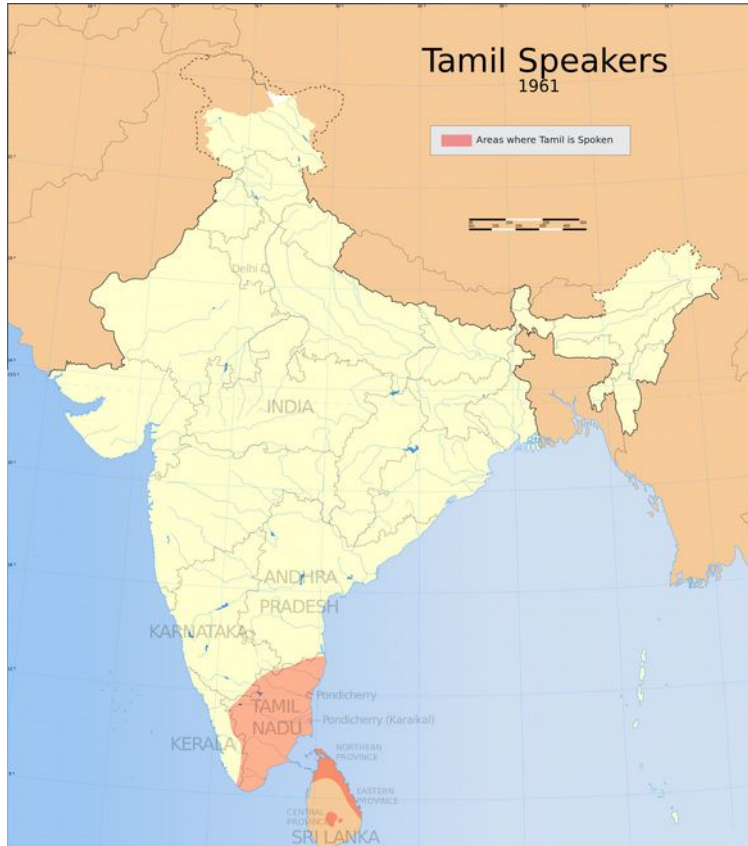 Tamil Speakers
1961
Areas where Tamil is Spoken
Delhi
INDIA
ANDHRA
PRADESH
KARNATAKA
Pondicherry
TAMIL
NADU
Pondicherry (Karaikal)
KERALA
NORTHERN
PROVINCE
EASTERN
PROVINCE
CENTRAL
PROVINCE
SRI LANKA